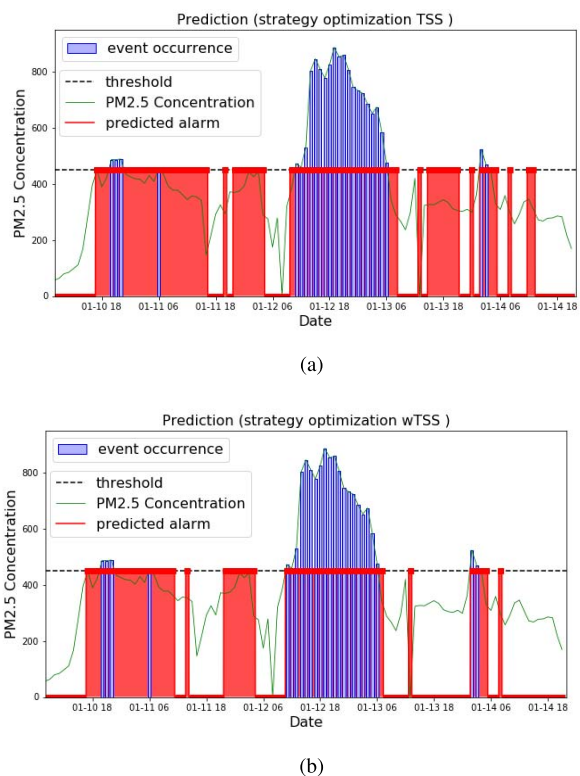 Prediction (strategy optimization TSS )
event occurrence
threshold
PM2.5 Concentration
predicted alarm
PM2.5 Concentration
800
600
400
200
0
01-10 18 01-11 06 01-11 18 01-12 06 01-12 18 01-13 06 01-13 18 01-14 06 01-14 18
Date
(a)
Prediction (strategy optimization wTSS )
event occurrence
threshold
PM2.5 Concentration
predicted alarm
PM2.5 Concentration
800
600
400
200
0
01-10 18 01-11 06 01-11 18 01-12 06 01-12 18 01-13 06 01-13 18 01-14 06 01-14 18
Date
(b)